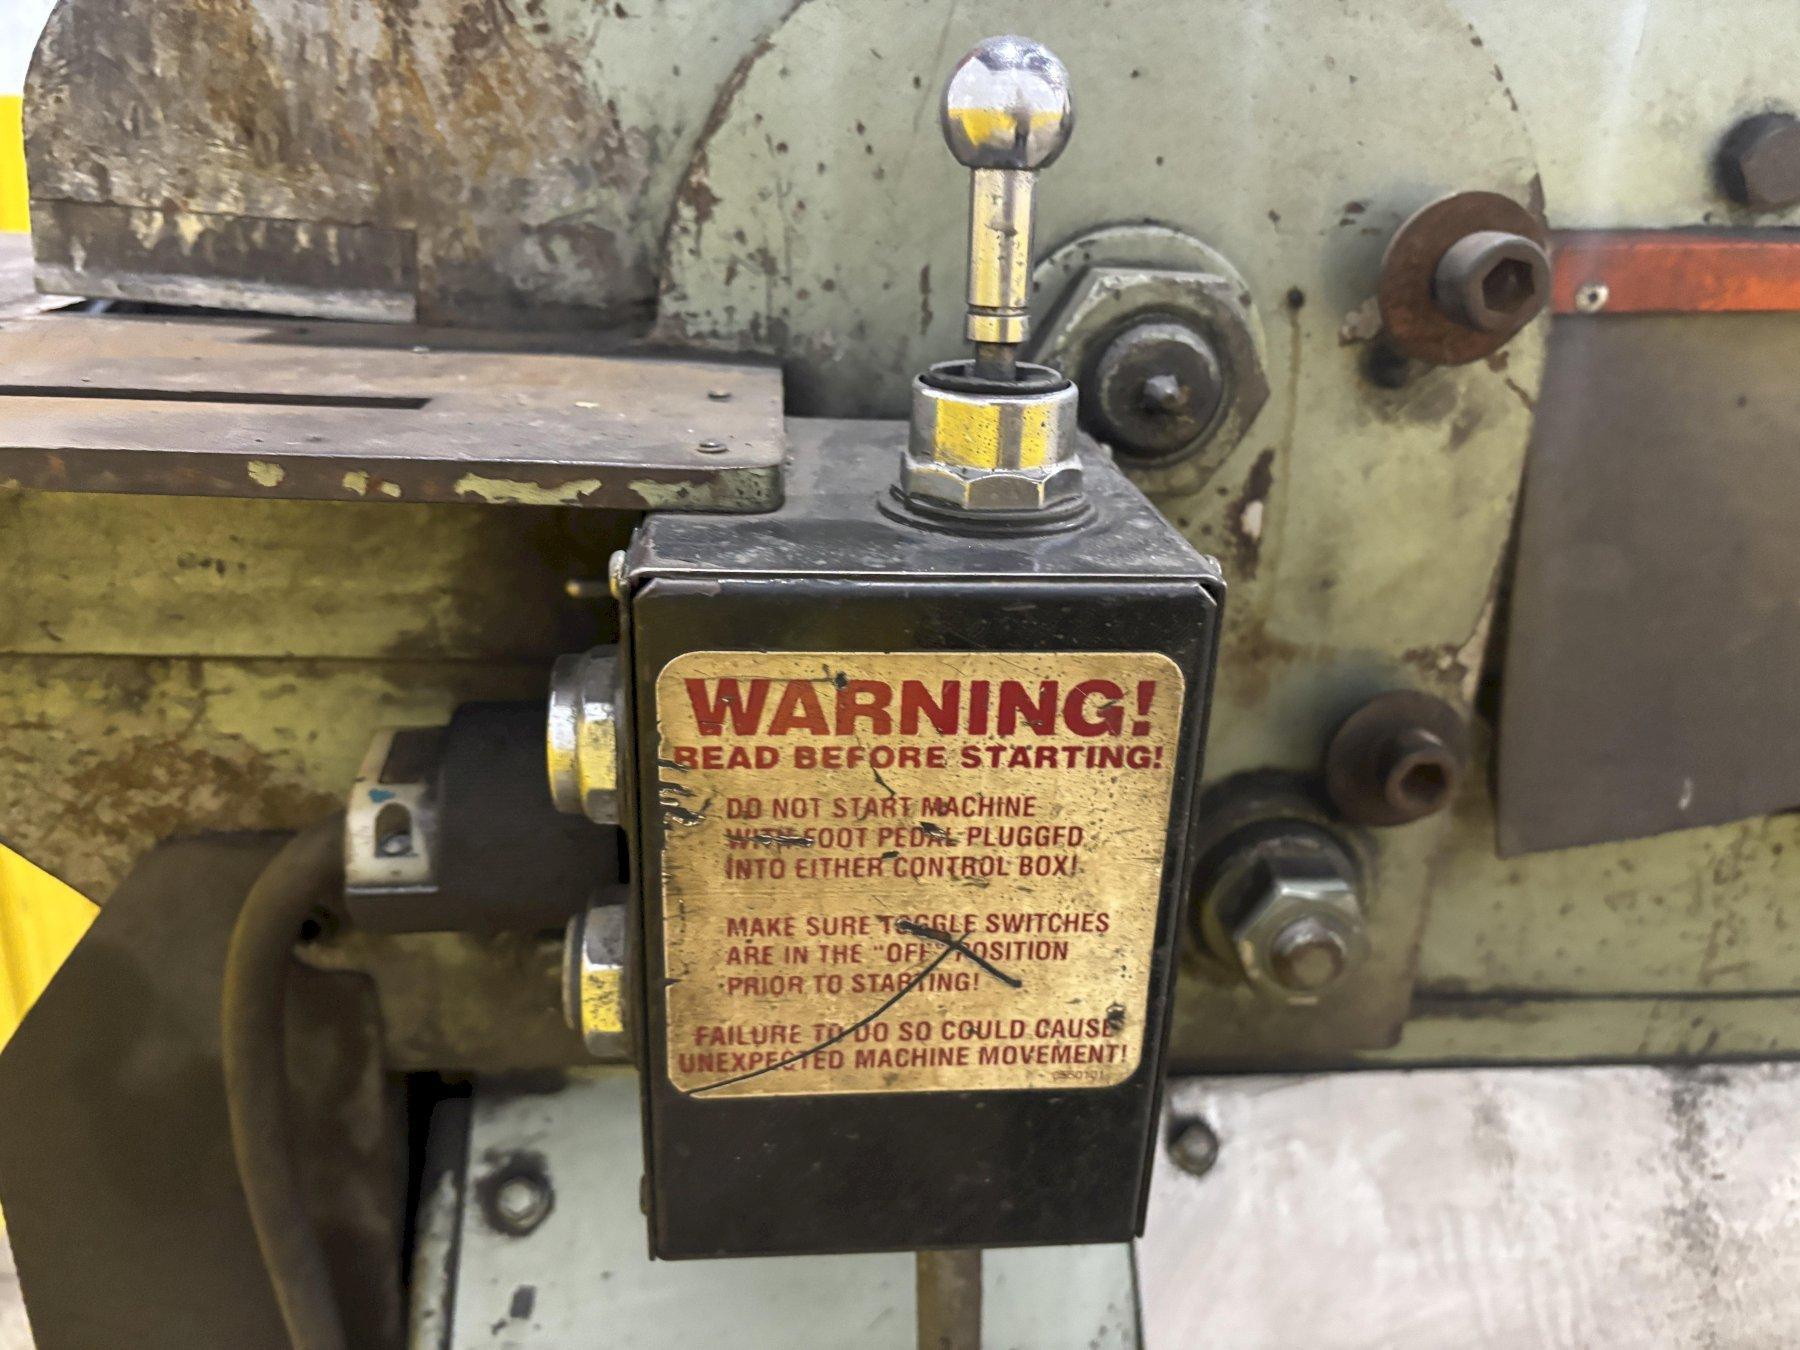 WARNING!
READ BEFORE STARTING!
DO NOT START MACHINE
WITH FOOT PEDAL PLUGGED
INTO EITHER CONTROL BOX!
MAKE SURE TOGGLE SWITCHES
ARE IN THE "OFF" POSITION
PRIOR TO STARTING!
FAILURE TO DO SO COULD CAUSE
UNEXPECTED MACHINE MOVEMENT!